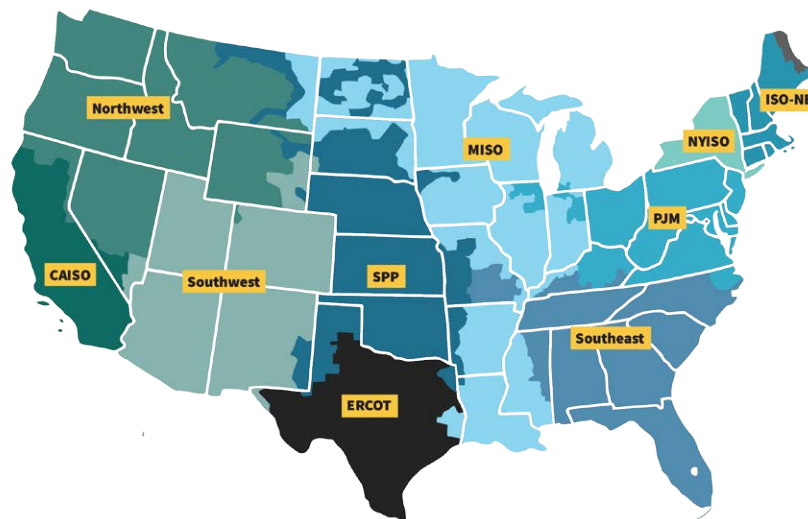 Northwest
MISO
ISO-NE
NYISO
PJM
CAISO
Southwest
SPP
Southeast
ERCOT